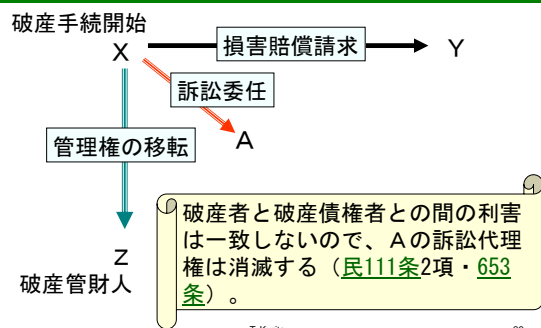 破産手続開始
X
損害賠償請求
Y
訴訟委任
A
管理権の移転
Z
破産管財人
破産者と破産債権者との間の利害
は一致しないので、Aの訴訟代理
権は消滅する（民111条2項・653
条）。